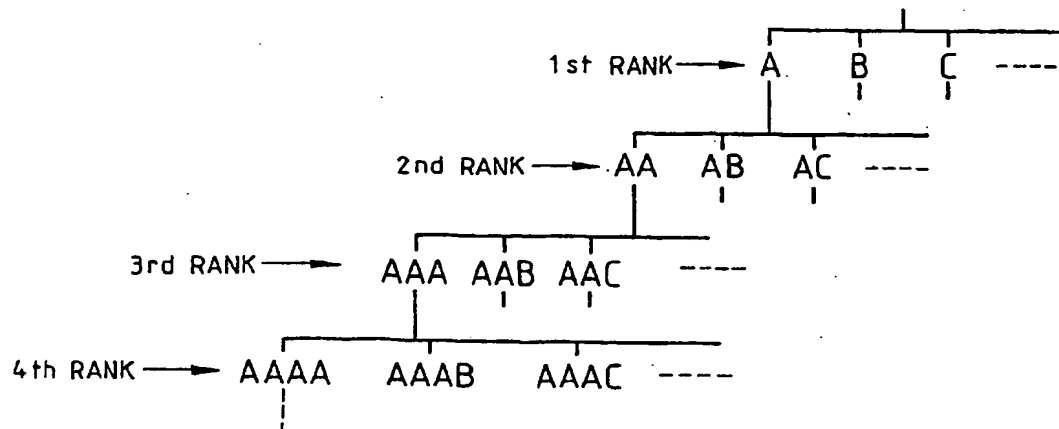 1st RANK A B C
2nd RANK AA AB AC
3rd RANK AAA AAB AAC
4th RANK AAAA AAAB AAAC